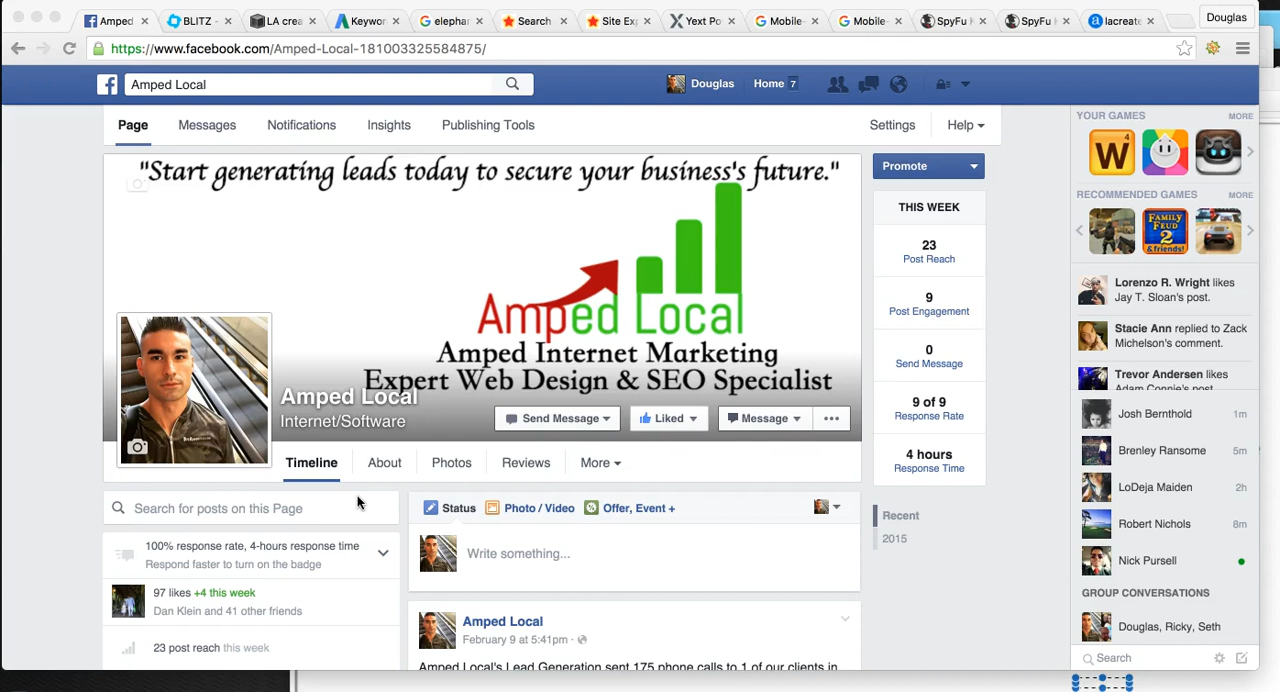 Amped
BLITZ -
LA crea
Keywor
elephar
Search
Site Exp
Yext Po
Mobile-
Mobile-
SpyFu
SpyFu
lacreate
Douglas
https://www.facebook.com/Amped-Local-181003325584875/
Amped Local
Douglas
Home 7
Page
Messages
Notifications
Insights
Publishing Tools
Settings
Help
"Start generating leads today to secure your business's future."
Amped Local
Amped Internet Marketing
Expert Web Design & SEO Specialist
Amped Local
Internet/Software
Send Message
Liked
Message
Timeline
About
Photos
Reviews
More
Promote
THIS WEEK
23
Post Reach
9
Post Engagement
0
Send Message
9 of 9
Response Rate
4 hours
Response Time
Recent
2015
Search for posts on this Page
100% response rate, 4-hours response time
Respond faster to turn on the badge
97 likes +4 this week
Dan Klein and 41 other friends
23 post reach this week
Status
Photo / Video
Offer, Event +
Write something...
Amped Local
February 9 at 5:41pm ·
Amped Local's Lead Generation sent 175 phone calls to 1 of our clients in
YOUR GAMES
MORE
W
4
RECOMMENDED GAMES
MORE
FAMILY
FEUD
2
& friends!
Lorenzo R. Wright likes
Jay T. Sloan's post.
Stacie Ann replied to Zack
Michelson's comment.
Trevor Andersen likes
Adam Connie's post
Josh Bernthold 1m
Brenley Ransome 5m
LoDeja Maiden 2h
Robert Nichols 8m
Nick Pursell
GROUP CONVERSATIONS
Douglas, Ricky, Seth
Search